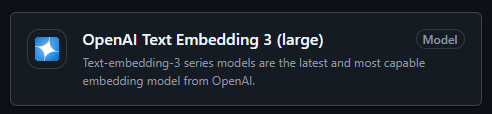 OpenAI Text Embedding 3 (large)
Model
Text-embedding-3 series models are the latest and most capable
embedding model from OpenAI.